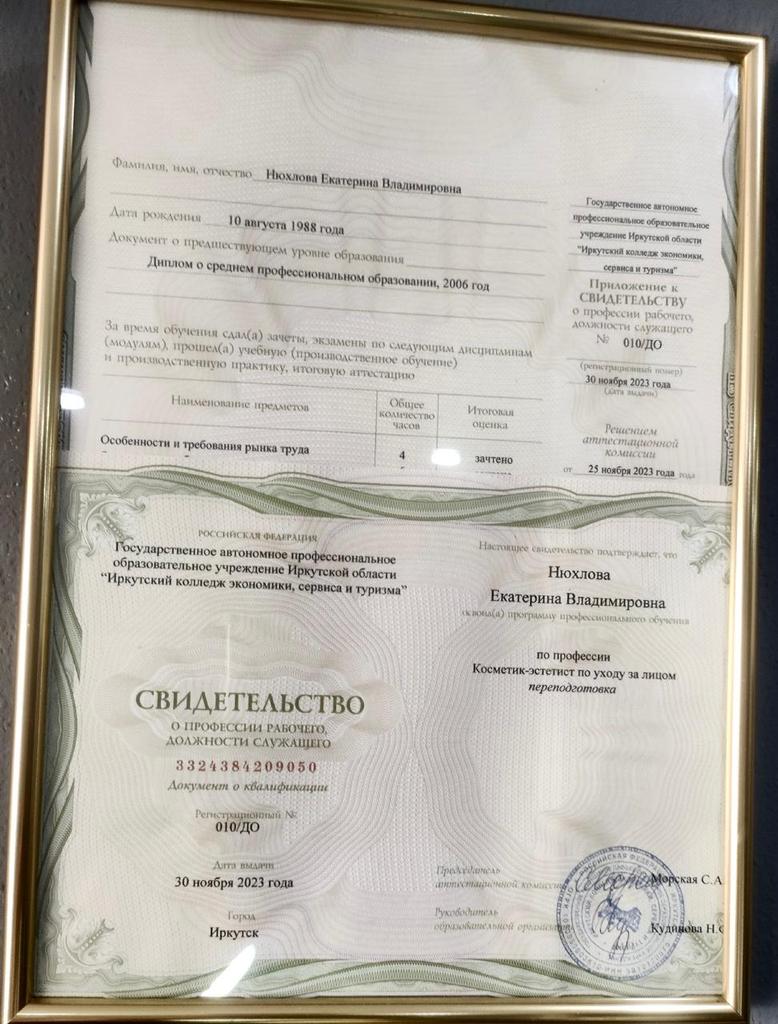 Фамилия, имя, отчество Нюхлова Екатерина Владимировна
Дата рождения 10 августа 1988 года
Документ о предшествующем уровне образования
Диплом о среднем профессиональном образовании, 2006 год
За время обучения сдал(а) зачеты, экзамены по следующим дисциплинам
(модулям), прошел(а) учебную (производственное обучение)
и производственную практику, итоговую аттестацию
Наименование предметов
Общее
количество
часов
Итоговая
оценка
Особенности и требования рынка труда 4 зачтено
Государственное автономное
профессиональное образовательное
учреждение Иркутской области
"Иркутский колледж экономики,
сервиса и туризма"
Приложение к
СВИДЕТЕЛЬСТВУ
о профессии рабочего,
должности служащего
№ 010/ДО
(регистрационный номер)
30 ноября 2023 года
(дата выдачи)
Решением
аттестационной
комиссии
от 25 ноября 2023 года года
РОССИЙСКАЯ ФЕДЕРАЦИЯ
Государственное автономное профессиональное
образовательное учреждение Иркутской области
"Иркутский колледж экономики, сервиса и туризма"
СВИДЕТЕЛЬСТВО
О ПРОФЕССИИ РАБОЧЕГО,
ДОЛЖНОСТИ СЛУЖАЩЕГО
3324384209050
Документ о квалификации
Регистрационный №
010/ДО
Дата выдачи
30 ноября 2023 года
Город
Иркутск
Настоящее свидетельство подтверждает, что
Нюхлова
Екатерина Владимировна
освоил(а) программу профессионального обучения
по профессии
Косметик-эстетист по уходу за лицом
переподготовка
Председатель
аттестационной комиссии Морская С.А
Руководитель
образовательной организации Кудинова Н.